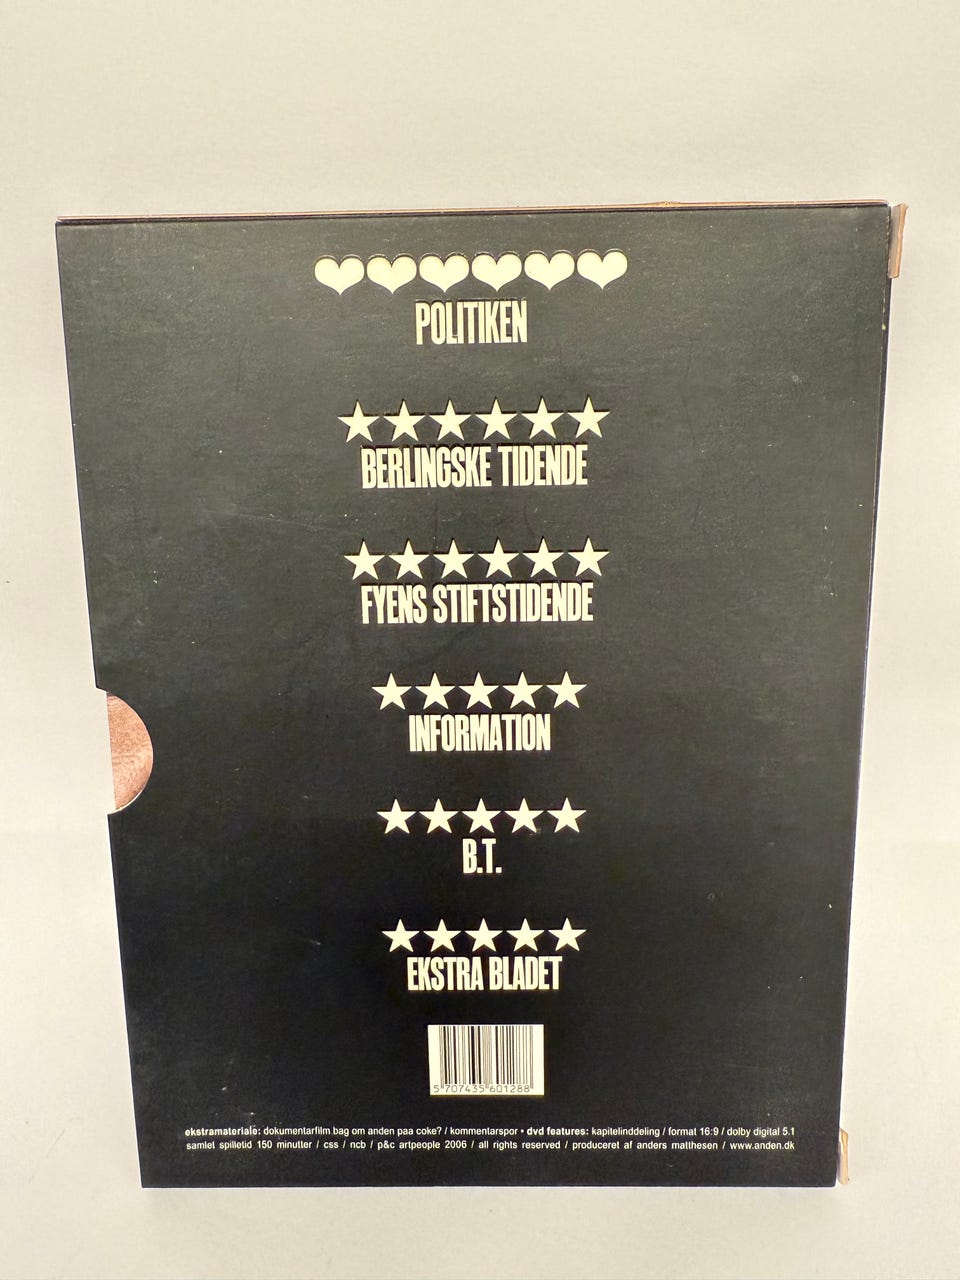 POLITIKEN
BERLINGSKE TIDENDE
FYENS STIFTSTIDENDE
INFORMATION
B.T.
EKSTRA BLADET
5 707435 601288
ekstramateriale: dokumentarfilm bag om anden paa coke? / kommentarspor • dvd features: kapitelinddeling / format 16:9 / dolby digital 5.1
samlet spilletid 150 minutter / css / ncb / p&c artpeople 2006 / all rights reserved / produceret af anders matthesen / www.anden.dk